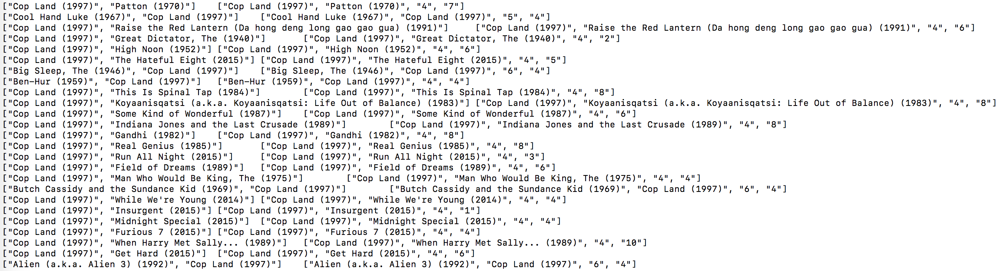 ["Cop Land (1997)", "Patton (1970)"]    ["Cop Land (1997)", "Patton (1970)", "4", "7"]
["Cool Hand Luke (1967)", "Cop Land (1997)"]    ["Cool Hand Luke (1967)", "Cop Land (1997)", "5", "4"]
["Cop Land (1997)", "Raise the Red Lantern (Da hong deng long gao gao gua) (1991)"]     ["Cop Land (1997)", "Raise the Red Lantern (Da hong deng long gao gao gua) (1991)", "4", "6"]
["Cop Land (1997)", "Great Dictator, The (1940)"]       ["Cop Land (1997)", "Great Dictator, The (1940)", "4", "2"]
["Cop Land (1997)", "High Noon (1952)"] ["Cop Land (1997)", "High Noon (1952)", "4", "6"]
["Cop Land (1997)", "The Hateful Eight (2015)"] ["Cop Land (1997)", "The Hateful Eight (2015)", "4", "5"]
["Big Sleep, The (1946)", "Cop Land (1997)"]    ["Big Sleep, The (1946)", "Cop Land (1997)", "6", "4"]
["Ben-Hur (1959)", "Cop Land (1997)"]   ["Ben-Hur (1959)", "Cop Land (1997)", "4", "4"]
["Cop Land (1997)", "This Is Spinal Tap (1984)"]        ["Cop Land (1997)", "This Is Spinal Tap (1984)", "4", "8"]
["Cop Land (1997)", "Koyaanisqatsi (a.k.a. Koyaanisqatsi: Life Out of Balance) (1983)"] ["Cop Land (1997)", "Koyaanisqatsi (a.k.a. Koyaanisqatsi: Life Out of Balance) (1983)", "4", "8"]
["Cop Land (1997)", "Some Kind of Wonderful (1987)"]    ["Cop Land (1997)", "Some Kind of Wonderful (1987)", "4", "6"]
["Cop Land (1997)", "Indiana Jones and the Last Crusade (1989)"]        ["Cop Land (1997)", "Indiana Jones and the Last Crusade (1989)", "4", "8"]
["Cop Land (1997)", "Gandhi (1982)"]    ["Cop Land (1997)", "Gandhi (1982)", "4", "8"]
["Cop Land (1997)", "Real Genius (1985)"]       ["Cop Land (1997)", "Real Genius (1985)", "4", "8"]
["Cop Land (1997)", "Run All Night (2015)"]     ["Cop Land (1997)", "Run All Night (2015)", "4", "3"]
["Cop Land (1997)", "Field of Dreams (1989)"]   ["Cop Land (1997)", "Field of Dreams (1989)", "4", "6"]
["Cop Land (1997)", "Man Who Would Be King, The (1975)"]        ["Cop Land (1997)", "Man Who Would Be King, The (1975)", "4", "4"]
["Butch Cassidy and the Sundance Kid (1969)", "Cop Land (1997)"]        ["Butch Cassidy and the Sundance Kid (1969)", "Cop Land (1997)", "6", "4"]
["Cop Land (1997)", "While We're Young (2014)"] ["Cop Land (1997)", "While We're Young (2014)", "4", "4"]
["Cop Land (1997)", "Insurgent (2015)"] ["Cop Land (1997)", "Insurgent (2015)", "4", "1"]
["Cop Land (1997)", "Midnight Special (2015)"]  ["Cop Land (1997)", "Midnight Special (2015)", "4", "4"]
["Cop Land (1997)", "Furious 7 (2015)"] ["Cop Land (1997)", "Furious 7 (2015)", "4", "4"]
["Cop Land (1997)", "When Harry Met Sally... (1989)"]   ["Cop Land (1997)", "When Harry Met Sally... (1989)", "4", "10"]
["Cop Land (1997)", "Get Hard (2015)"]  ["Cop Land (1997)", "Get Hard (2015)", "4", "6"]
["Alien (a.k.a. Alien 3) (1992)", "Cop Land (1997)"]    ["Alien (a.k.a. Alien 3) (1992)", "Cop Land (1997)", "6", "4"]